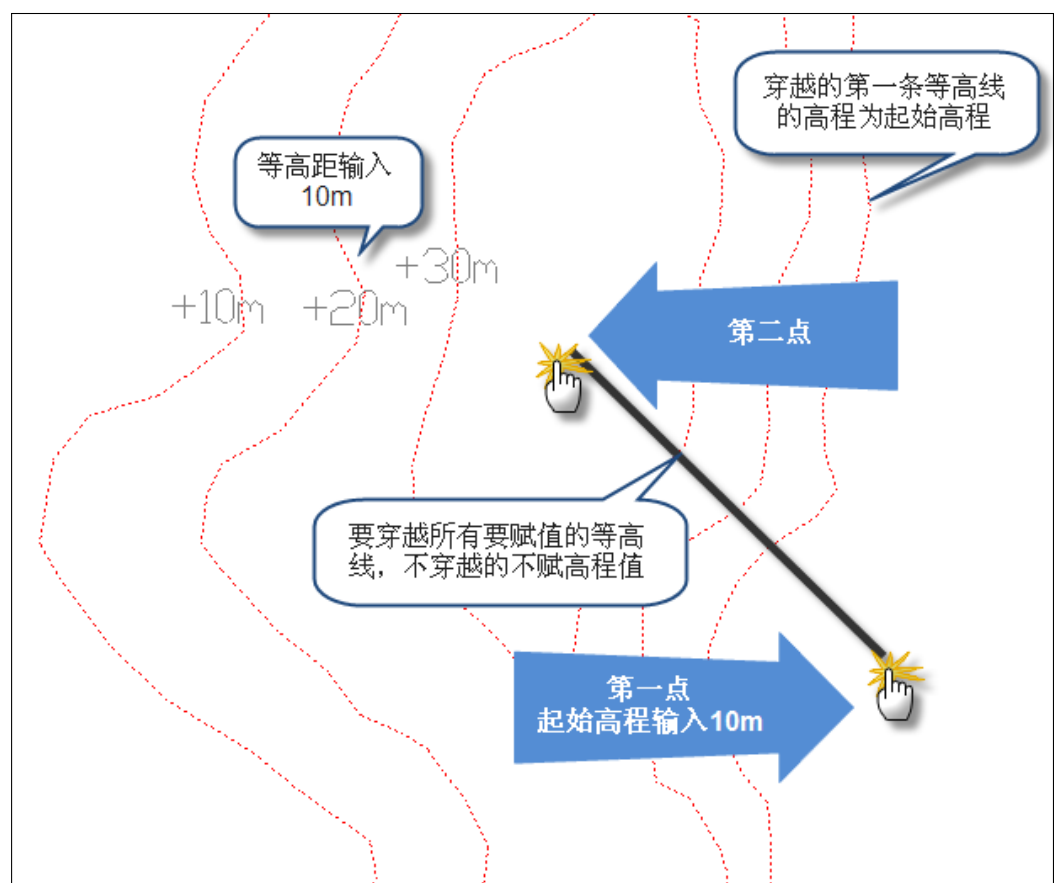 穿越的第一条等高线
的高程为起始高程
等高距输入
10m
+30m
+10m
+20m
第二点
要穿越所有要赋值的等高
线，不穿越的不赋高程值
第一点
起始高程输入10m